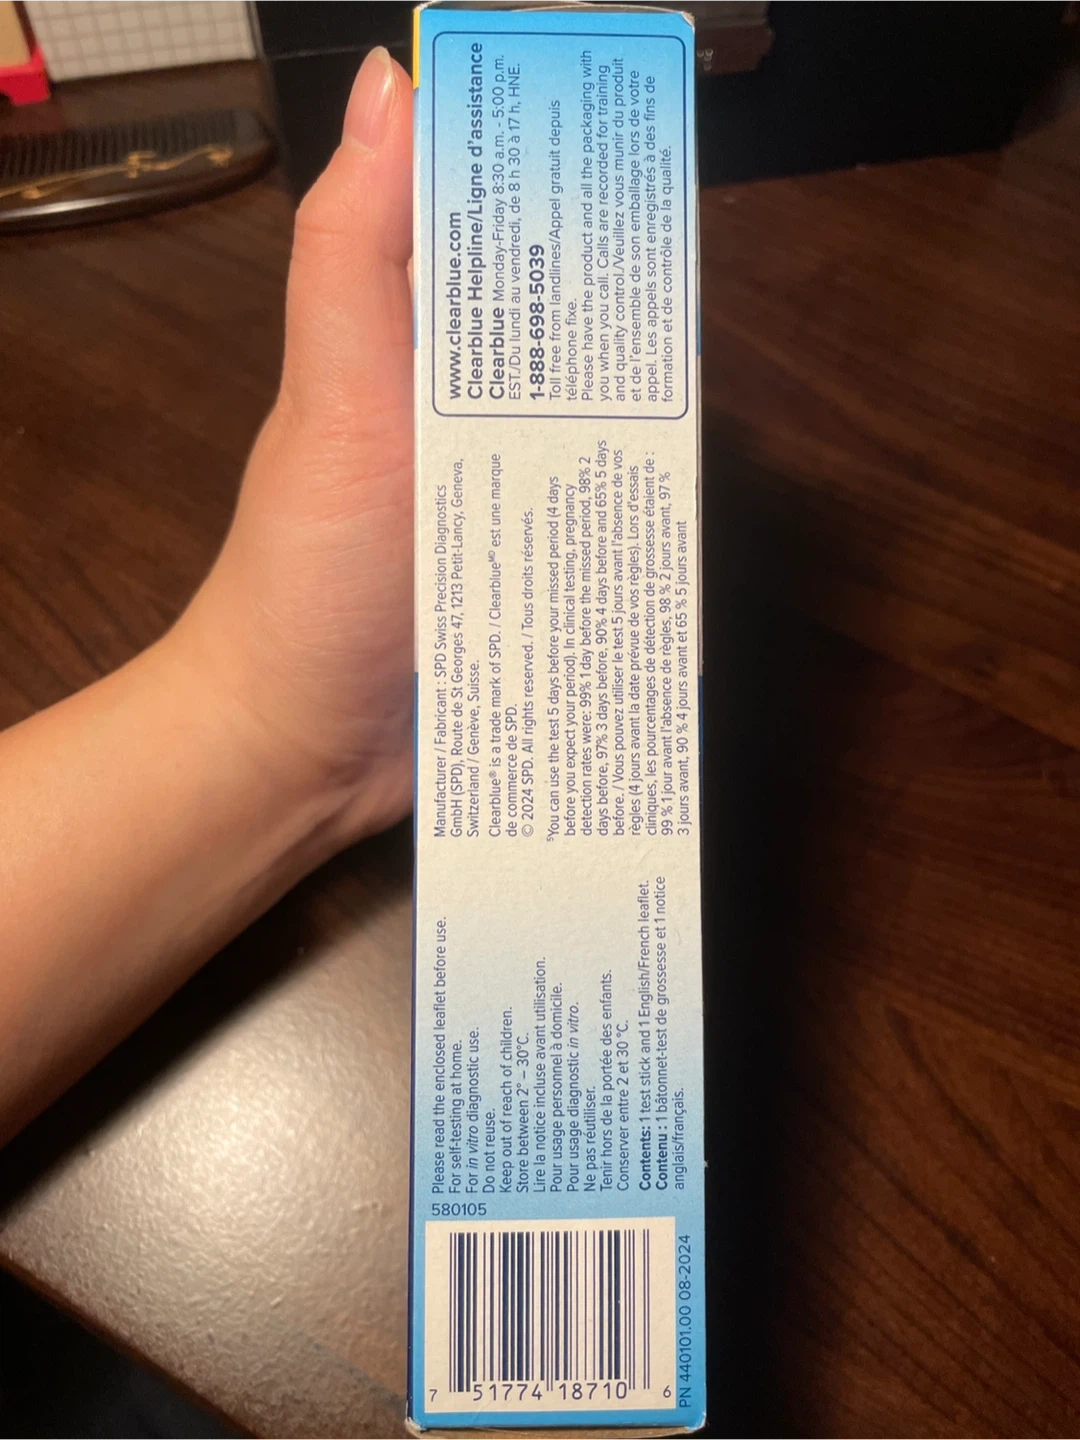 www.clearblue.com
Clearblue Helpline/Ligne d'assistance
Clearblue Monday-Friday 8:30 a.m. - 5:00 p.m.
EST./Du lundi au vendredi, de 8 h 30 à 17 h, HNE.
1-888-698-5039
Toll free from landlines/Appel gratuit depuis
téléphone fixe.
Please have the product and all the packaging with
you when you call. Calls are recorded for training
and quality control./Veuillez vous munir du produit
et de l'ensemble de son emballage lors de votre
appel. Les appels sont enregistrés à des fins de
formation et de contrôle de la qualité.
Manufacturer / Fabricant : SPD Swiss Precision Diagnostics
GmbH (SPD), Route de St Georges 47, 1213 Petit-Lancy, Geneva,
Switzerland / Genève, Suisse.
Clearblue® is a trade mark of SPD. / Clearblueᴹᴰ est une marque
de commerce de SPD.
© 2024 SPD. All rights reserved. / Tous droits réservés.
§You can use the test 5 days before your missed period (4 days
before you expect your period). In clinical testing, pregnancy
detection rates were: 99% 1 day before the missed period, 98% 2
days before, 97% 3 days before, 90% 4 days before and 65% 5 days
before. / Vous pouvez utiliser le test 5 jours avant l'absence de vos
règles (4 jours avant la date prévue de vos règles). Lors d'essais
cliniques, les pourcentages de détection de grossesse étaient de :
99 % 1 jour avant l'absence de règles, 98 % 2 jours avant, 97 %
3 jours avant, 90 % 4 jours avant et 65 % 5 jours avant
Please read the enclosed leaflet before use.
For self-testing at home.
For in vitro diagnostic use.
Do not reuse.
Keep out of reach of children.
Store between 2° – 30°C.
Lire la notice incluse avant utilisation.
Pour usage personnel à domicile.
Pour usage diagnostic in vitro.
Ne pas réutiliser.
Tenir hors de la portée des enfants.
Conserver entre 2 et 30 °C.
Contents: 1 test stick and 1 English/French leaflet.
Contenu : 1 bâtonnet-test de grossesse et 1 notice
anglais/français.
580105
7 51774 18710 6
PN 440101.00 08-2024